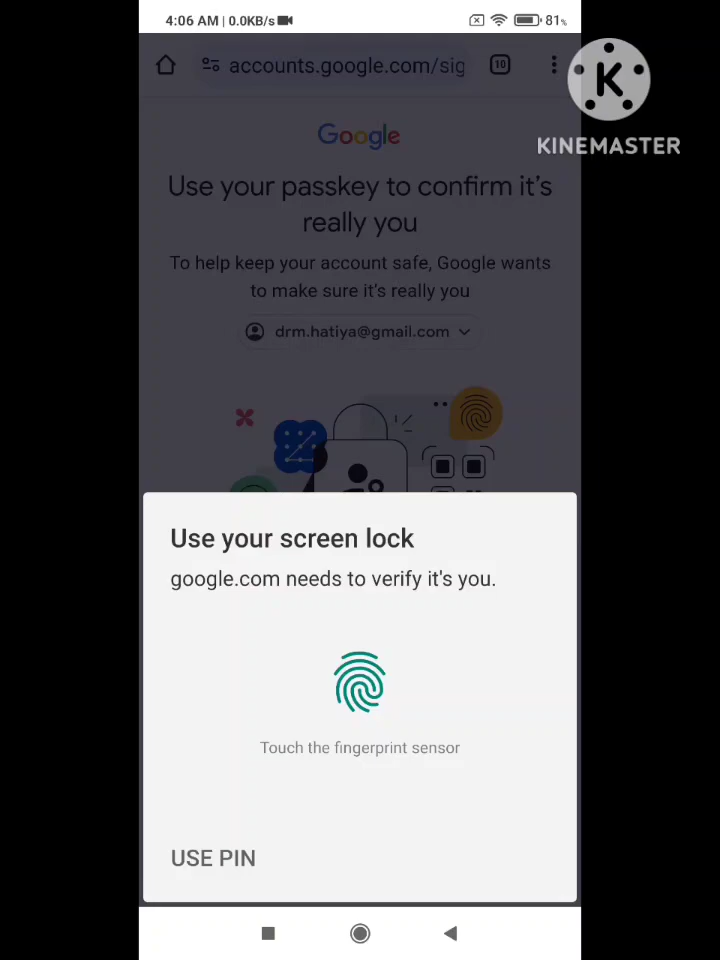 4:06 AM | 0.0KB/s
81%
accounts.google.com/sig
10
K
KINEMASTER
Google
Use your passkey to confirm it's
really you
To help keep your account safe, Google wants
to make sure it's really you
drm.hatiya@gmail.com
Use your screen lock
google.com needs to verify it's you.
Touch the fingerprint sensor
USE PIN